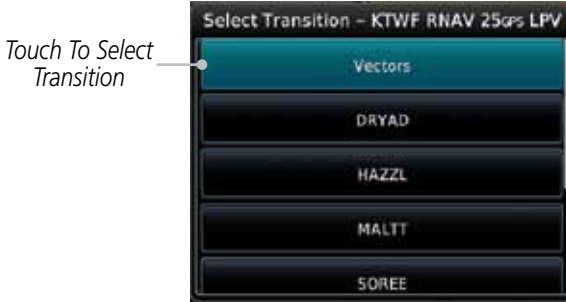 Select Transition – KTWF RNAV 25GPS LPV
Touch To Select
Transition
Vectors
DRYAD
HAZZL
MALTT
SOREE